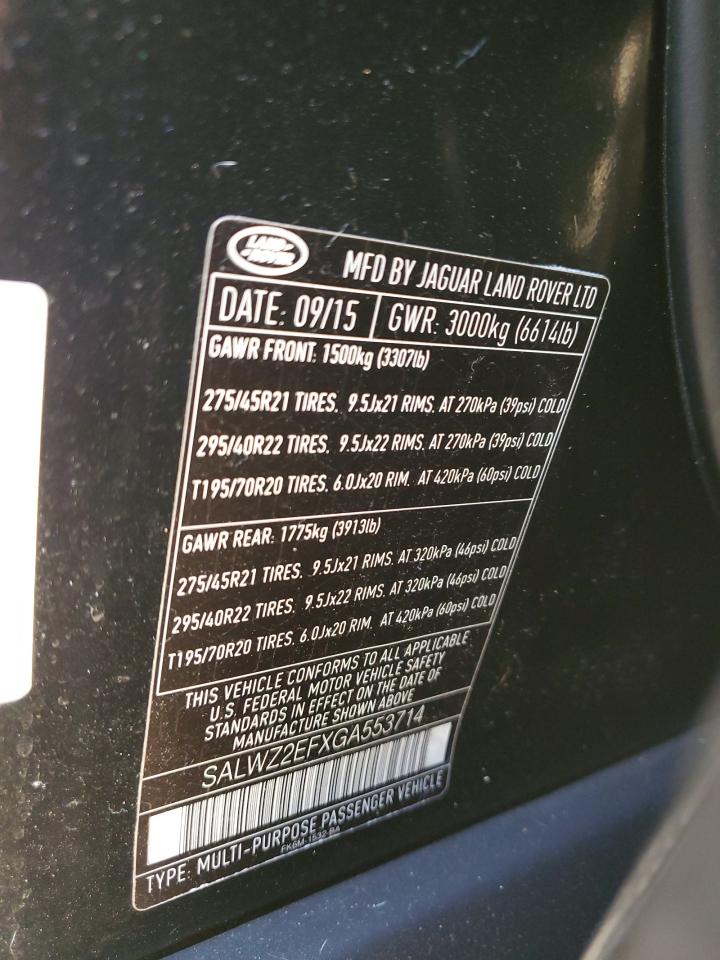 LAND ROVER
MFD BY JAGUAR LAND ROVER LTD
DATE: 09/15 GWR: 3000kg (6614lb)
GAWR FRONT: 1500kg (3307lb)
275/45R21 TIRES. 9.5Jx21 RIMS. AT 270kPa (39psi) COLD
295/40R22 TIRES. 9.5Jx22 RIMS. AT 270kPa (39psi) COLD
T195/70R20 TIRES. 6.0Jx20 RIM. AT 420kPa (60psi) COLD
GAWR REAR: 1775kg (3913lb)
275/45R21 TIRES. 9.5Jx21 RIMS. AT 320kPa (46psi) COLD
295/40R22 TIRES. 9.5Jx22 RIMS. AT 320kPa (46psi) COLD
T195/70R20 TIRES. 6.0Jx20 RIM. AT 420kPa (60psi) COLD
THIS VEHICLE CONFORMS TO ALL APPLICABLE
U.S. FEDERAL MOTOR VEHICLE SAFETY
STANDARDS IN EFFECT ON THE DATE OF
MANUFACTURE SHOWN ABOVE
SALWZ2EFXGA553714
TYPE: MULTI-PURPOSE PASSENGER VEHICLE
FK6M-1532-BA